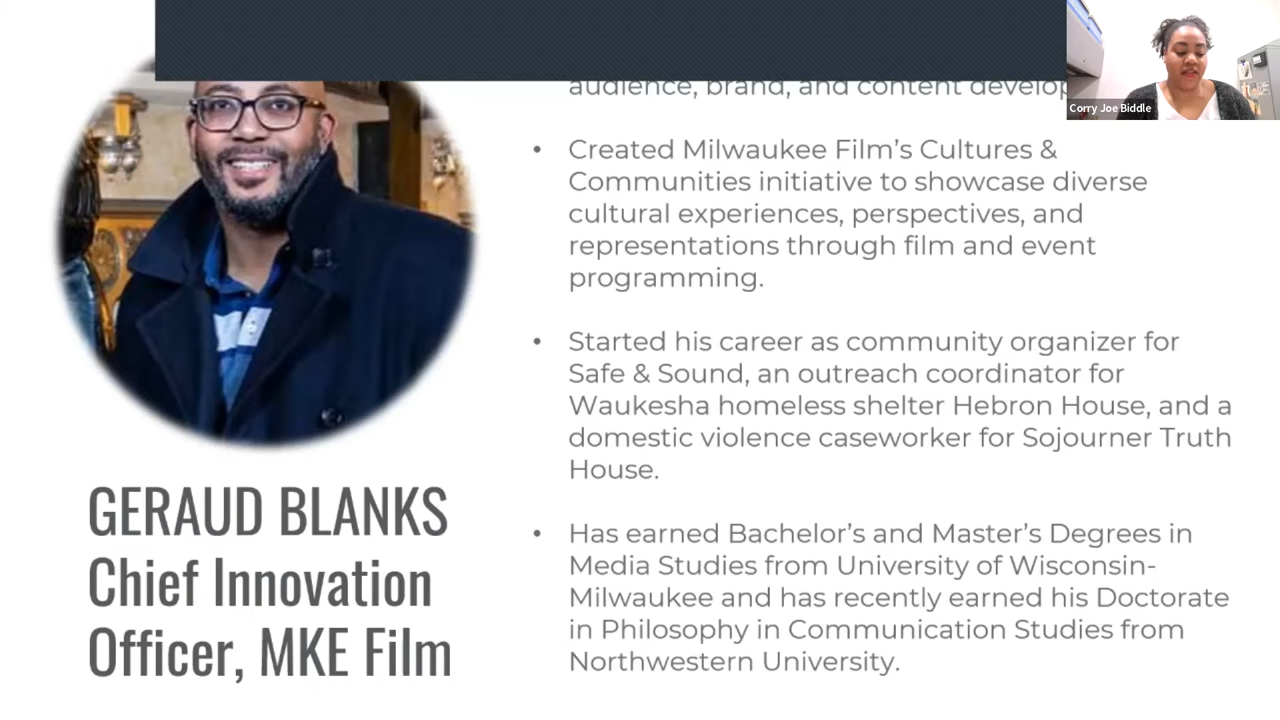 audience, brand, and content
Corry Joe Biddle
• Created Milwaukee Film’s Cultures &
Communities initiative to showcase diverse
cultural experiences, perspectives, and
representations through film and event
programming.
• Started his career as community organizer for
Safe & Sound, an outreach coordinator for
Waukesha homeless shelter Hebron House, and a
domestic violence caseworker for Sojourner Truth
House.
• Has earned Bachelor’s and Master’s Degrees in
Media Studies from University of Wisconsin-
Milwaukee and has recently earned his Doctorate
in Philosophy in Communication Studies from
Northwestern University.
GERAUD BLANKS
Chief Innovation
Officer, MKE Film